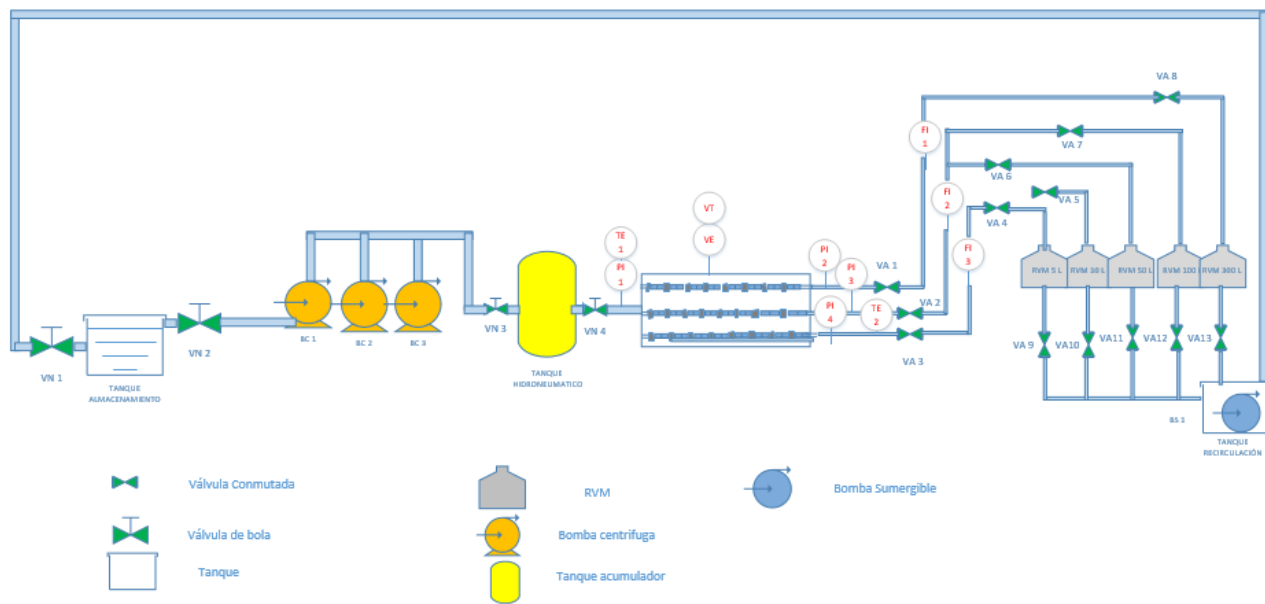 VA 8
FI
1
VA 7
VA 6
VT
FI
2
VA 5
VA 4
TE
1
VE
PI
2
FI
3
PI
1
PI
3
VA 1
RVM 5 L
RVM 10 L
RVM 50 L
RVM 100 L
RVM 300 L
VN 3
VN 4
PI
4
TE
2
VA 2
VN 2
BC 1
BC 2
BC 3
VA 3
VA 9
VA10
VA11
VA12
VA13
VN 1
TANQUE
ALMACENAMIENTO
TANQUE
HIDRONEUMATICO
BS 1
TANQUE
RECIRCULACIÓN
Válvula Conmutada
RVM
Bomba Sumergible
Válvula de bola
Bomba centrifuga
Tanque
Tanque acumulador